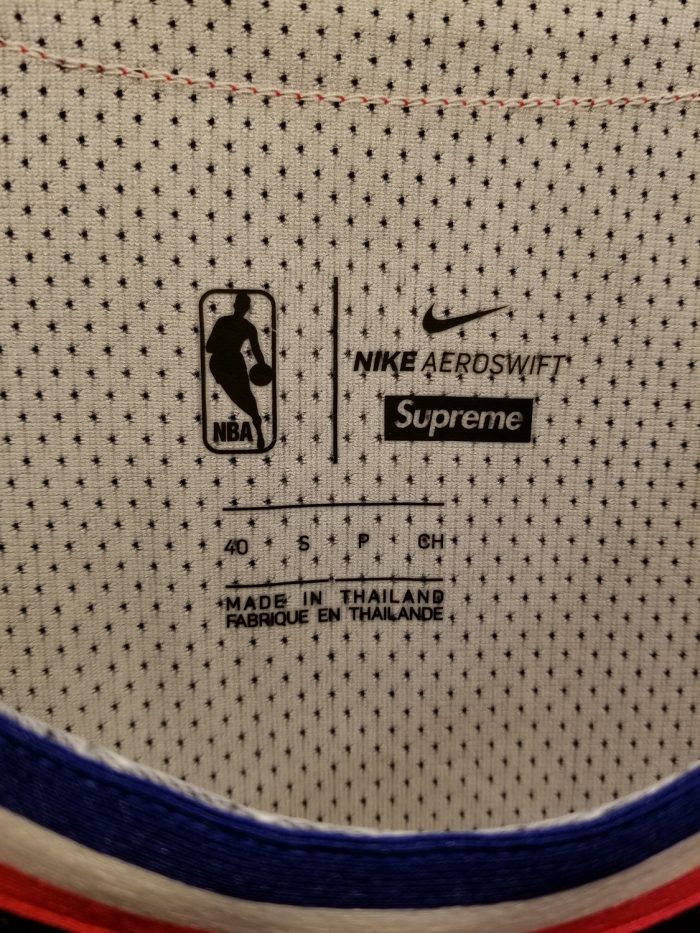 NBA
NIKE AEROSWIFT
Supreme
40 S P CH
MADE IN THAILAND
FABRIQUE EN THAILANDE